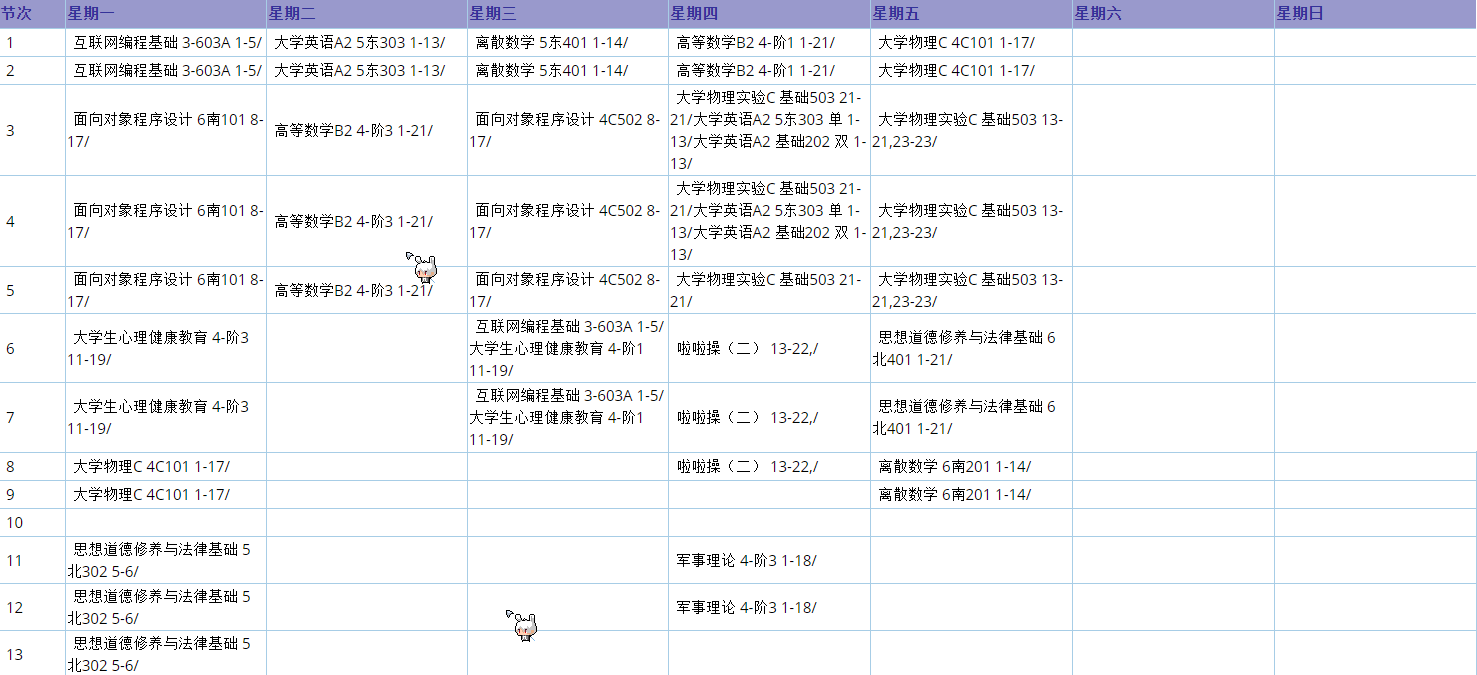 节次 星期一 星期二 星期三 星期四 星期五 星期六 星期日
1 互联网编程基础 3-603A 1-5/ 大学英语A2 5东303 1-13/ 离散数学 5东401 1-14/ 高等数学B2 4-阶1 1-21/ 大学物理C 4C101 1-17/
2 互联网编程基础 3-603A 1-5/ 大学英语A2 5东303 1-13/ 离散数学 5东401 1-14/ 高等数学B2 4-阶1 1-21/ 大学物理C 4C101 1-17/
3
面向对象程序设计 6南101 8-
17/
高等数学B2 4-阶3 1-21/
面向对象程序设计 4C502 8-
17/
大学物理实验C 基础503 21-
21/大学英语A2 5东303 单 1-
13/大学英语A2 基础202 双 1-
13/
大学物理实验C 基础503 13-
21,23-23/
4
面向对象程序设计 6南101 8-
17/
高等数学B2 4-阶3 1-21/
面向对象程序设计 4C502 8-
17/
大学物理实验C 基础503 21-
21/大学英语A2 5东303 单 1-
13/大学英语A2 基础202 双 1-
13/
大学物理实验C 基础503 13-
21,23-23/
5
面向对象程序设计 6南101 8-
17/
高等数学B2 4-阶3 1-21/
面向对象程序设计 4C502 8-
17/
大学物理实验C 基础503 21-
21/
大学物理实验C 基础503 13-
21,23-23/
6
大学生心理健康教育 4-阶3
11-19/
互联网编程基础 3-603A 1-5/
大学生心理健康教育 4-阶1
11-19/
啦啦操（二） 13-22,/
思想道德修养与法律基础 6
北401 1-21/
7
大学生心理健康教育 4-阶3
11-19/
互联网编程基础 3-603A 1-5/
大学生心理健康教育 4-阶1
11-19/
啦啦操（二） 13-22,/
思想道德修养与法律基础 6
北401 1-21/
8 大学物理C 4C101 1-17/ 啦啦操（二） 13-22,/ 离散数学 6南201 1-14/
9 大学物理C 4C101 1-17/ 离散数学 6南201 1-14/
10
11
思想道德修养与法律基础 5
北302 5-6/
军事理论 4-阶3 1-18/
12
思想道德修养与法律基础 5
北302 5-6/
军事理论 4-阶3 1-18/
13
思想道德修养与法律基础 5
北302 5-6/